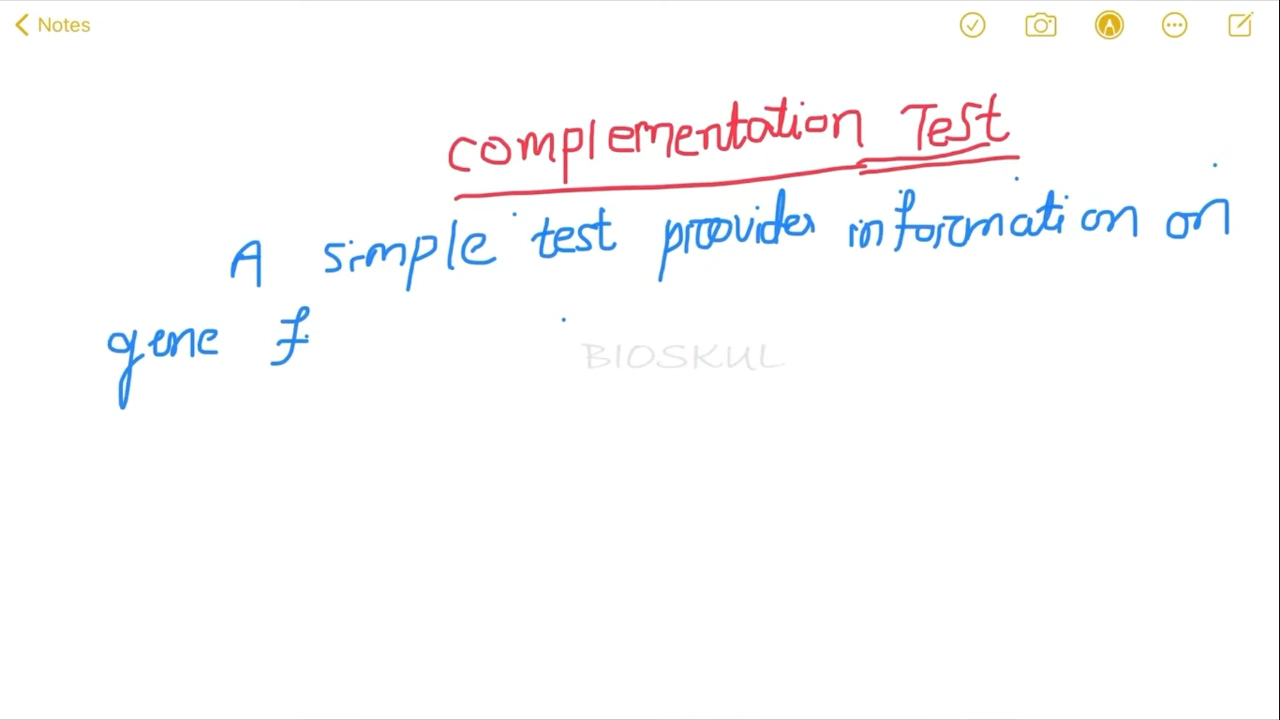 Notes
Complementation Test
A simple test provides information on
gene f
BIOSKUL